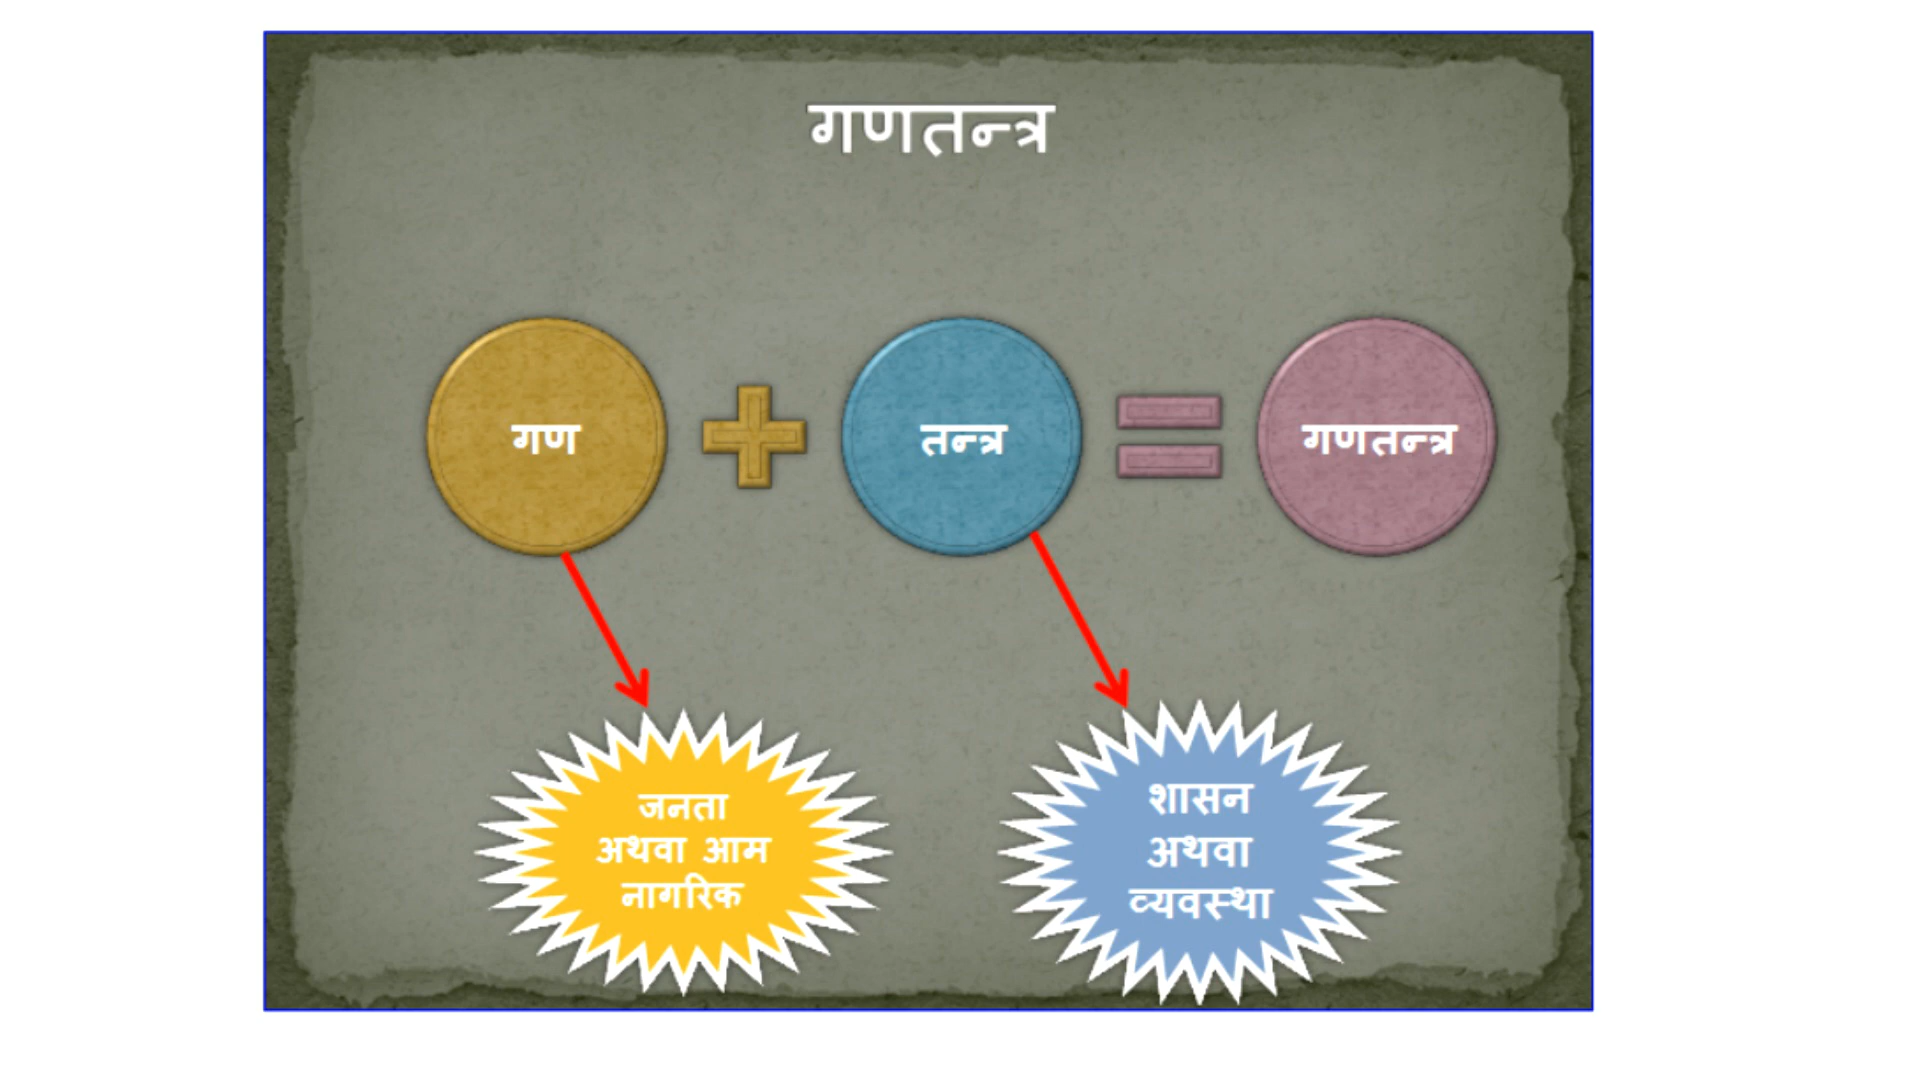 गणतन्त्र
गण
तन्त्र
गणतन्त्र
जनता
अथवा आम
नागरिक
शासन
अथवा
व्यवस्था